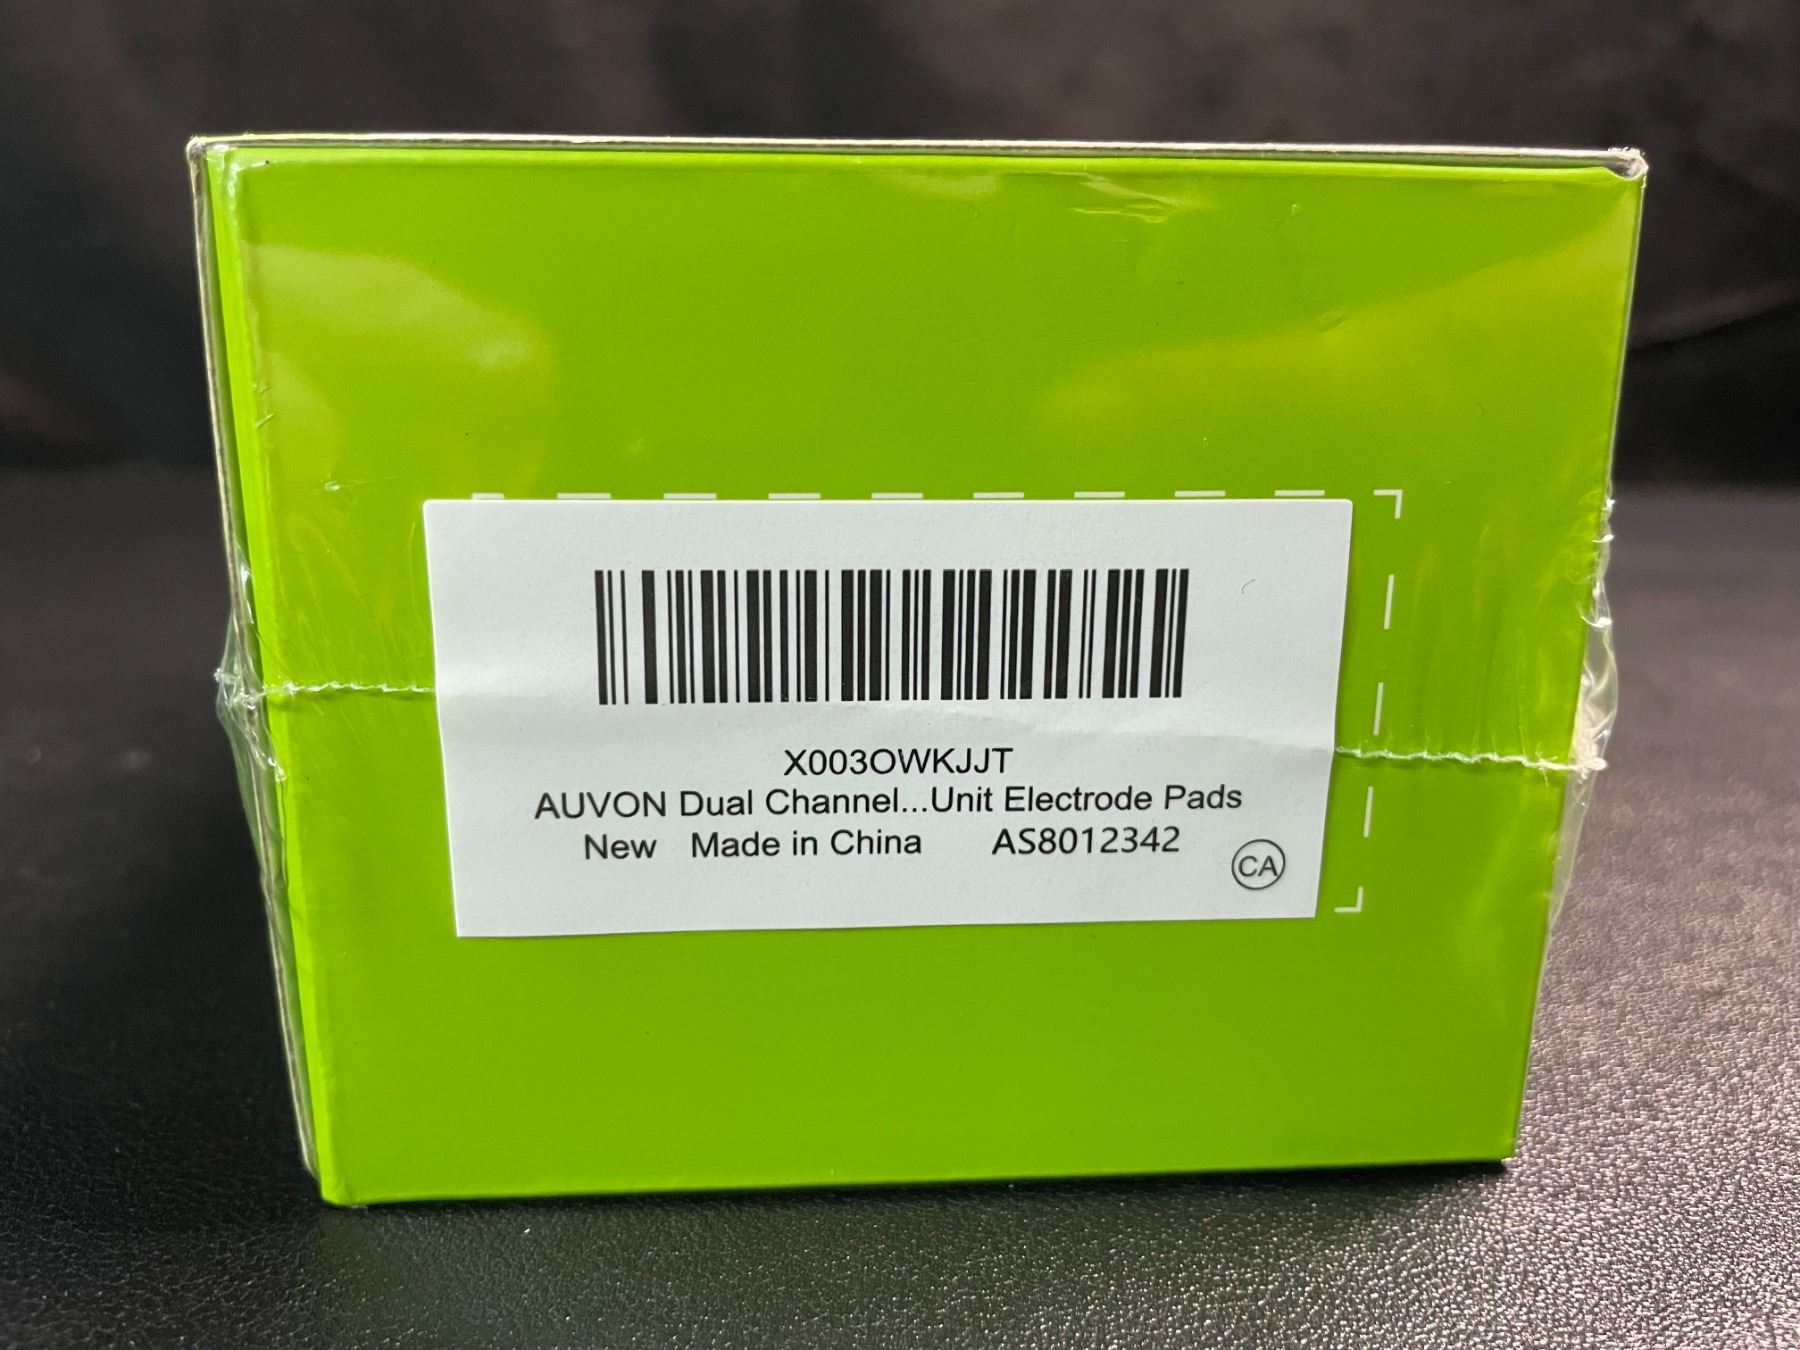 X003OWKJJT
AUVON Dual Channel...Unit Electrode Pads
New Made in China AS8012342
CA